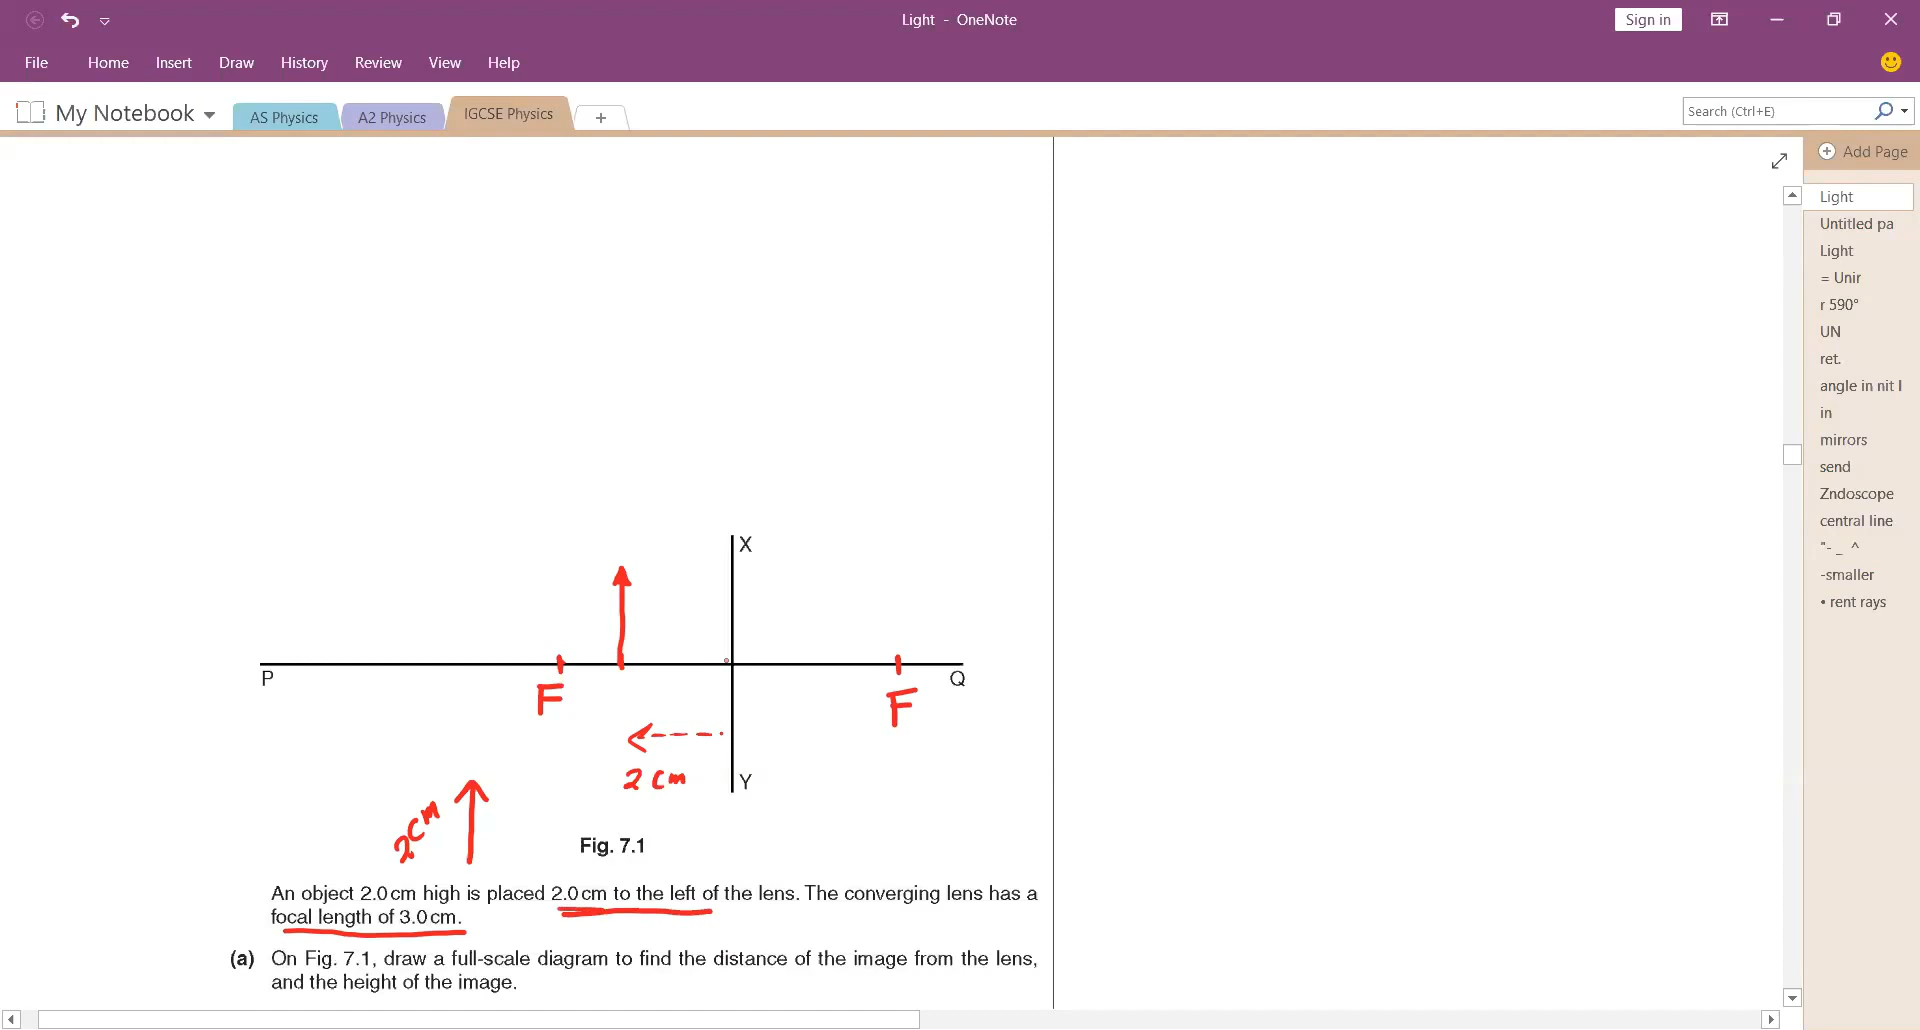 Light - OneNote
Sign in
File Home Insert Draw History Review View Help
My Notebook
AS Physics
A2 Physics
IGCSE Physics
+
Search (Ctrl+E)
Add Page
Light
Untitled pa
Light
= Unir
r 590°
UN
ret.
angle in nit I
in
mirrors
send
Zndoscope
central line
"- _ ^
-smaller
• rent rays
X
P
F
F
Q
2 cm
Y
2cm
Fig. 7.1
An object 2.0 cm high is placed 2.0 cm to the left of the lens. The converging lens has a
focal length of 3.0 cm.
(a) On Fig. 7.1, draw a full-scale diagram to find the distance of the image from the lens,
and the height of the image.